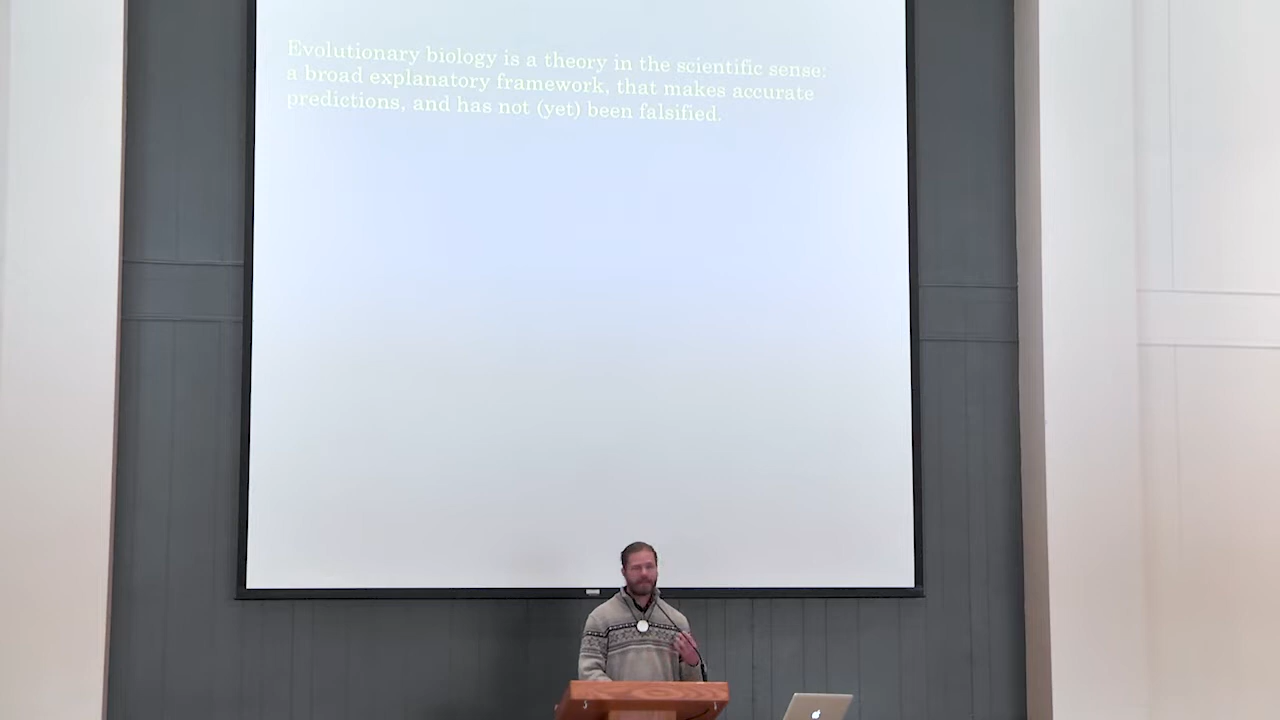 Evolutionary biology is a theory in the scientific sense:
a broad explanatory framework, that makes accurate
predictions, and has not (yet) been falsified.